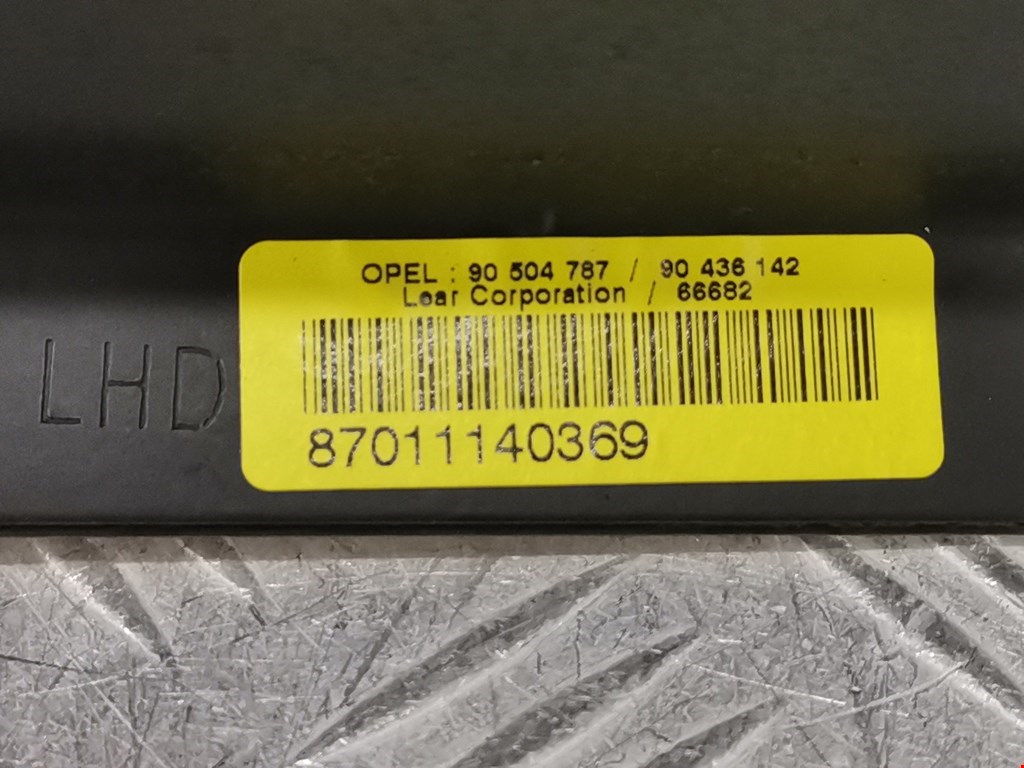 OPEL : 90 504 787 / 90 436 142
Lear Corporation / 66682
LHD
87011140369